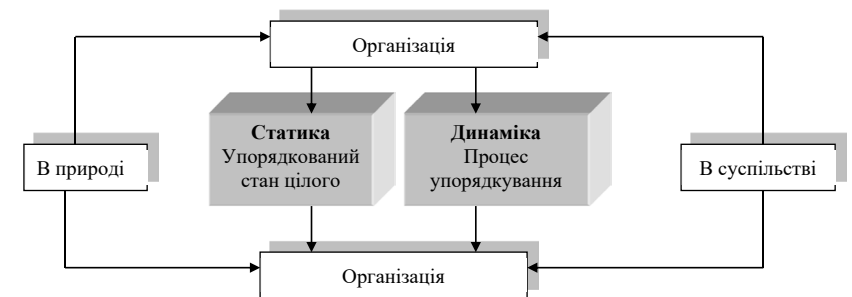 Організація
Статика
Упорядкований
стан цілого
Динаміка
Процес
упорядкування
В природі
В суспільстві
Організація